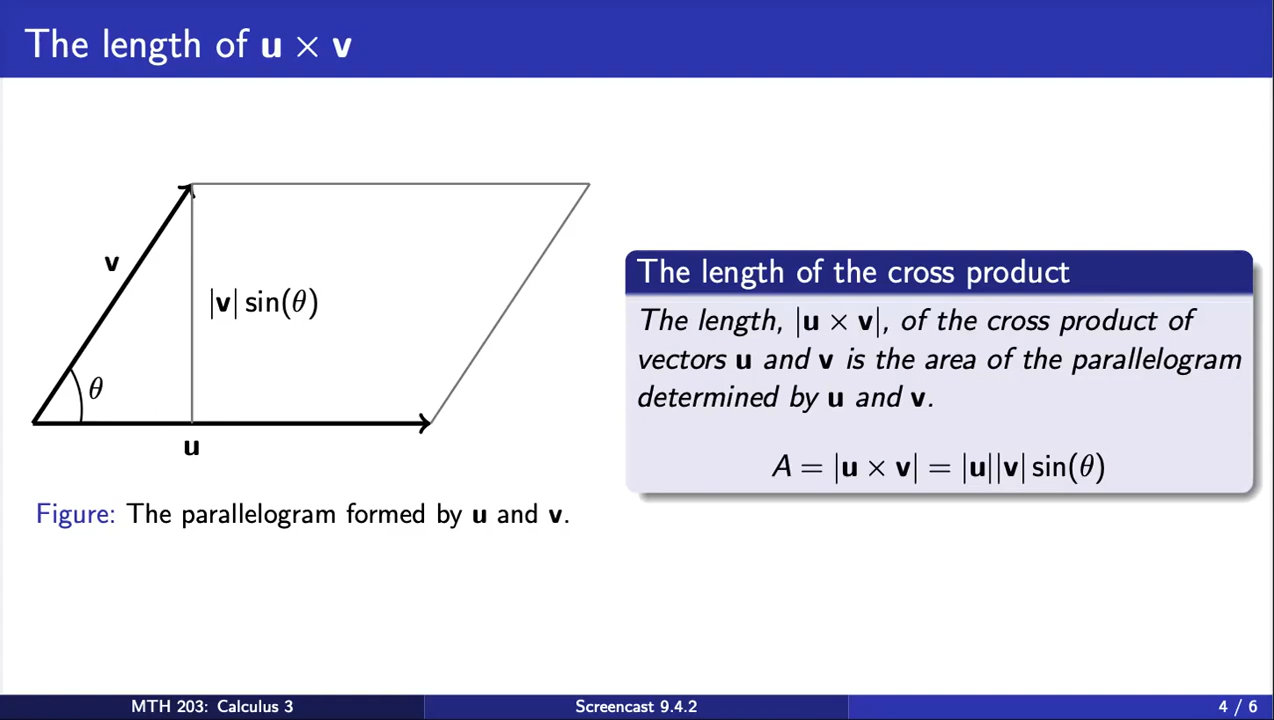 The length of u × v
v
|v| sin(θ)
θ
u
Figure: The parallelogram formed by u and v.
The length of the cross product
The length, |u × v|, of the cross product of
vectors u and v is the area of the parallelogram
determined by u and v.
A = |u × v| = |u||v| sin(θ)
MTH 203: Calculus 3
Screencast 9.4.2
4 / 6